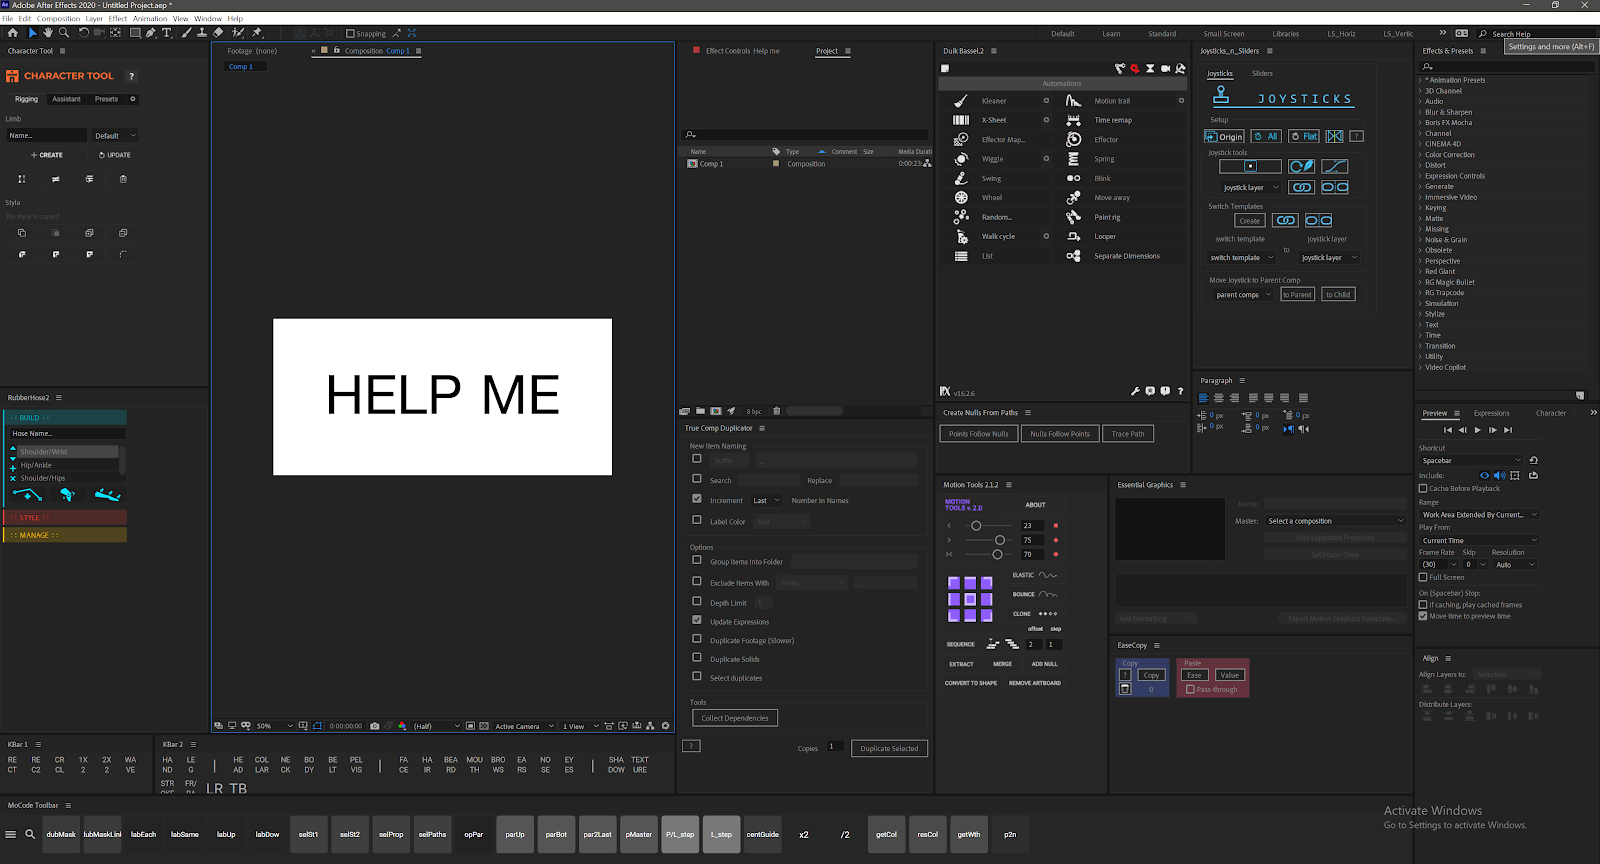 Adobe After Effects 2020 - Untitled Project.aep *
File Edit Composition Layer Effect Animation View Window Help
Snapping
Default Learn Standard Small Screen Libraries LS_Horiz LS_Vertic
Search Help
Settings and more (Alt+F)
Character Tool
CHARACTER TOOL ?
Rigging Assistant Presets
Limb
Name... Default
+ CREATE UPDATE
Style
No style is copied
RubberHose2
:: BUILD ::
Hose Name...
Shoulder/Wrist
Hip/Ankle
Shoulder/Hips
:: STYLE ::
:: MANAGE ::
Footage (none) Composition Comp 1
Comp 1
HELP ME
50% 0:00:00:00 (Half) Active Camera 1 View
Effect Controls Help me Project
Name Type Comment Size Media Durati
Comp 1 Composition 0:00:23:
8 bpc
True Comp Duplicator
New Item Naming
Suffix
Search Replace
Increment Last Number In Names
Label Color Red
Options
Group Items Into Folder
Exclude Items With Prefix
Depth Limit 1
Update Expressions
Duplicate Footage (Slower)
Duplicate Solids
Select duplicates
Tools
Collect Dependencies
? Copies 1 Duplicate Selected
Duik Bassel.2
Automations
Kleaner Motion trail
X-Sheet Time remap
Effector Map... Effector
Wiggle Spring
Swing Blink
Wheel Move away
Random... Paint rig
Walk cycle Looper
List Separate Dimensions
v16.2.6 ?
Create Nulls From Paths
Points Follow Nulls Nulls Follow Points Trace Path
Motion Tools 2.1.2
MOTION
TOOLS v. 2.0
ABOUT
23
75
70
ELASTIC
BOUNCE
CLONE
offset step
SEQUENCE 2 1
EXTRACT MERGE ADD NULL
CONVERT TO SHAPE REMOVE ARTBOARD
Joysticks_n_Sliders
Joysticks Sliders
JOYSTICKS
Setup
Origin All Flat ?
Joystick tools
joystick layer
Switch Templates
Create
switch template joystick layer
to
switch template joystick layer
Move Joystick to Parent Comp
parent comps to Parent to Child
Paragraph
0 px 0 px 0 px
0 px 0 px
Essential Graphics
Name:
Master: Select a composition
Solo Supported Properties
Set Poster Time
Add Formatting Export Motion Graphics Template...
EaseCopy
Copy
? Copy
0
Paste
Ease Value
Pass-through
Effects & Presets
* Animation Presets
3D Channel
Audio
Blur & Sharpen
Boris FX Mocha
Channel
CINEMA 4D
Color Correction
Distort
Expression Controls
Generate
Immersive Video
Keying
Matte
Missing
Noise & Grain
Obsolete
Perspective
Red Giant
RG Magic Bullet
RG Trapcode
Simulation
Stylize
Text
Time
Transition
Utility
Video Copilot
Preview Expressions Character
Shortcut
Spacebar
Include:
Cache Before Playback
Range
Work Area Extended By Current...
Play From
Current Time
Frame Rate Skip Resolution
(30) 0 Auto
Full Screen
On (Spacebar) Stop:
If caching, play cached frames
Move time to preview time
Align
Align Layers to: Selection
Distribute Layers:
KBar 1
RE RE CR 1X 2X WA
CT C2 CL 2 2 VE
KBar 2
HA LE HE COL NE BO BE PEL FA HA BEA MOU BRO EA NO EY SHA TEXT
ND G AD LAR CK DY LT VIS CE IR RD TH WS RS SE ES DOW URE
STR FR/ LR TB
MoCode Toolbar
dubMask dubMaskLink labEach labSame labUp labDow selSt1 selSt2 selProp selPaths opPar parUp parBot par2Last pMaster P/L_step L_step centGuide x2 /2 getCol resCol getWth p2n
Activate Windows
Go to Settings to activate Windows.